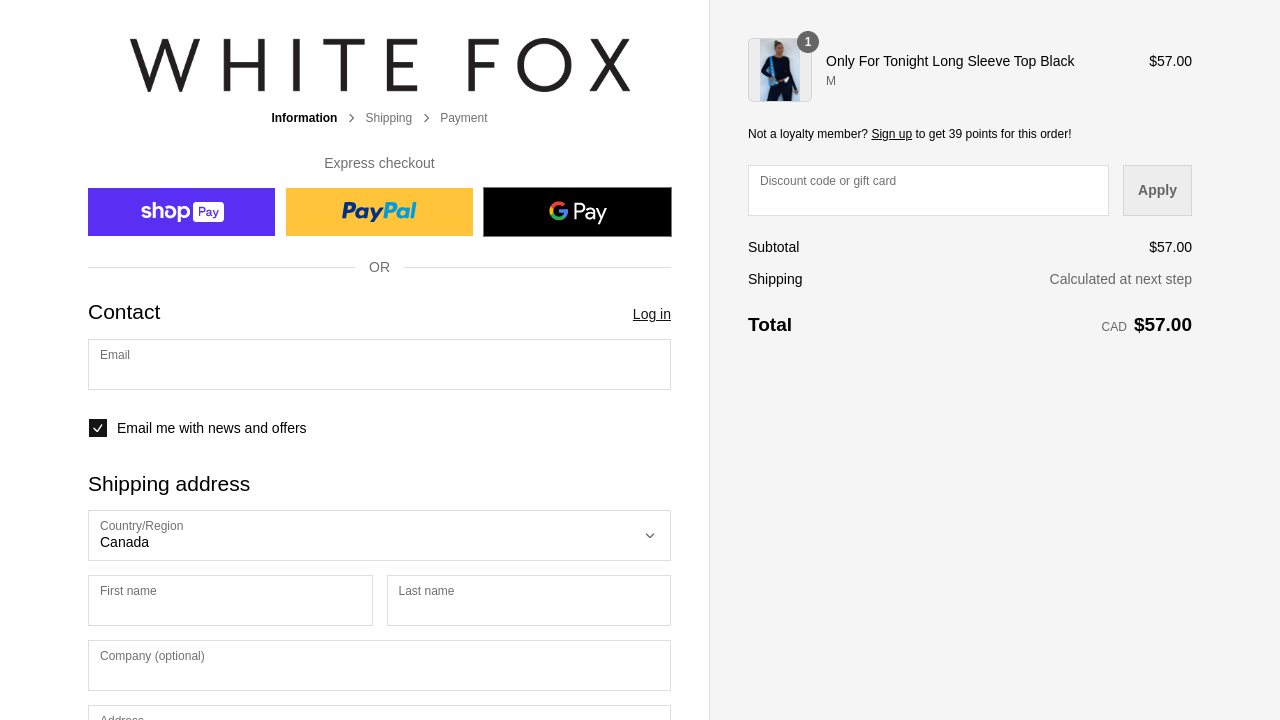 WHITE FOX
Information
Shipping
Payment
Express checkout
shop Pay
PayPal
G Pay
OR
Contact
Log in
Email
Email me with news and offers
Shipping address
Country/Region
Canada
First name
Last name
Company (optional)
Address
1
Only For Tonight Long Sleeve Top Black
$57.00
M
Not a loyalty member? Sign up to get 39 points for this order!
Discount code or gift card
Apply
Subtotal
$57.00
Shipping
Calculated at next step
Total
CAD $57.00